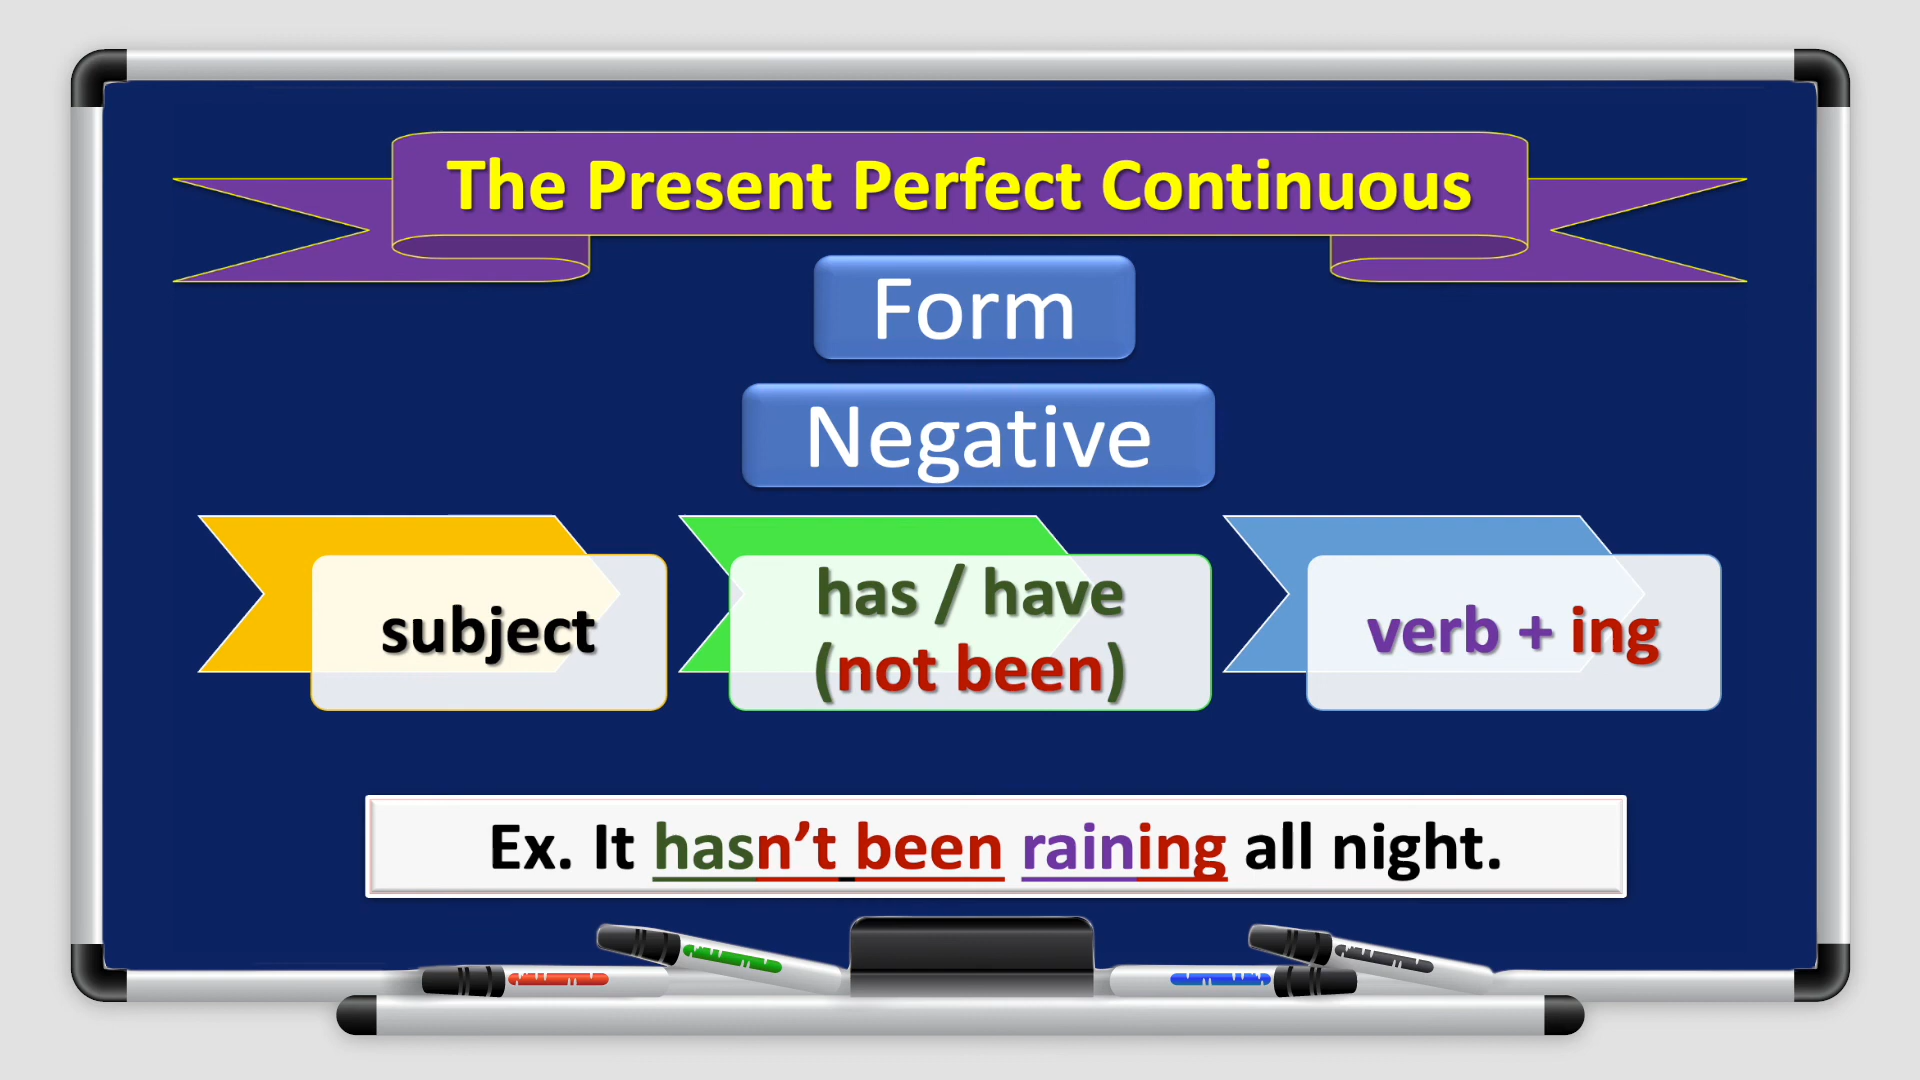 The Present Perfect Continuous
Form
Negative
subject
has / have
(not been)
verb + ing
Ex. It hasn’t been raining all night.